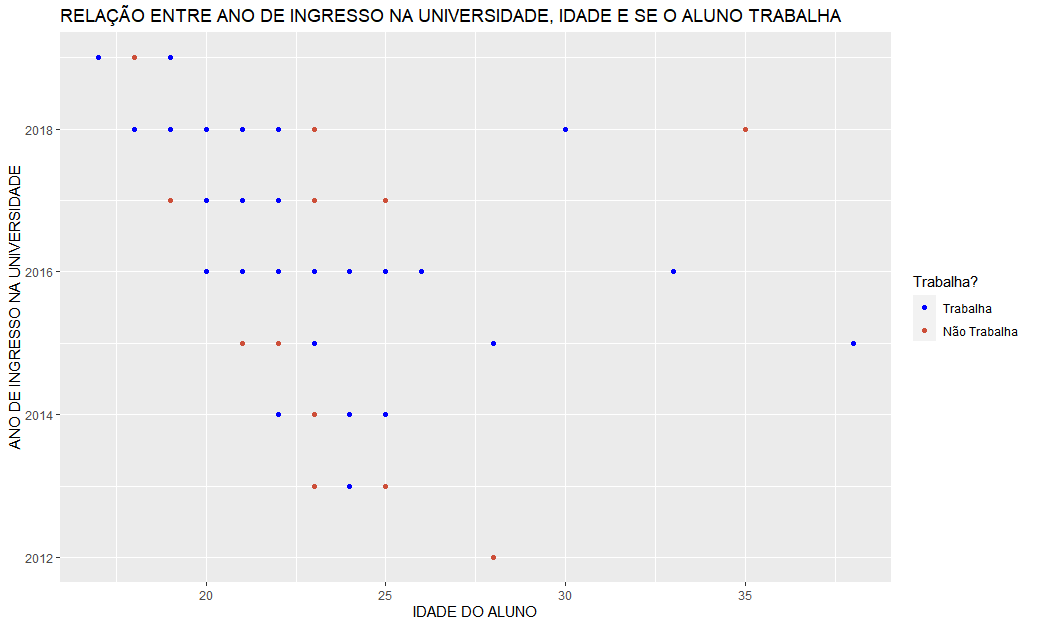 RELAÇÃO ENTRE ANO DE INGRESSO NA UNIVERSIDADE, IDADE E SE O ALUNO TRABALHA
ANO DE INGRESSO NA UNIVERSIDADE
2018
2016
2014
2012
20
25
30
35
IDADE DO ALUNO
Trabalha?
Trabalha
Não Trabalha